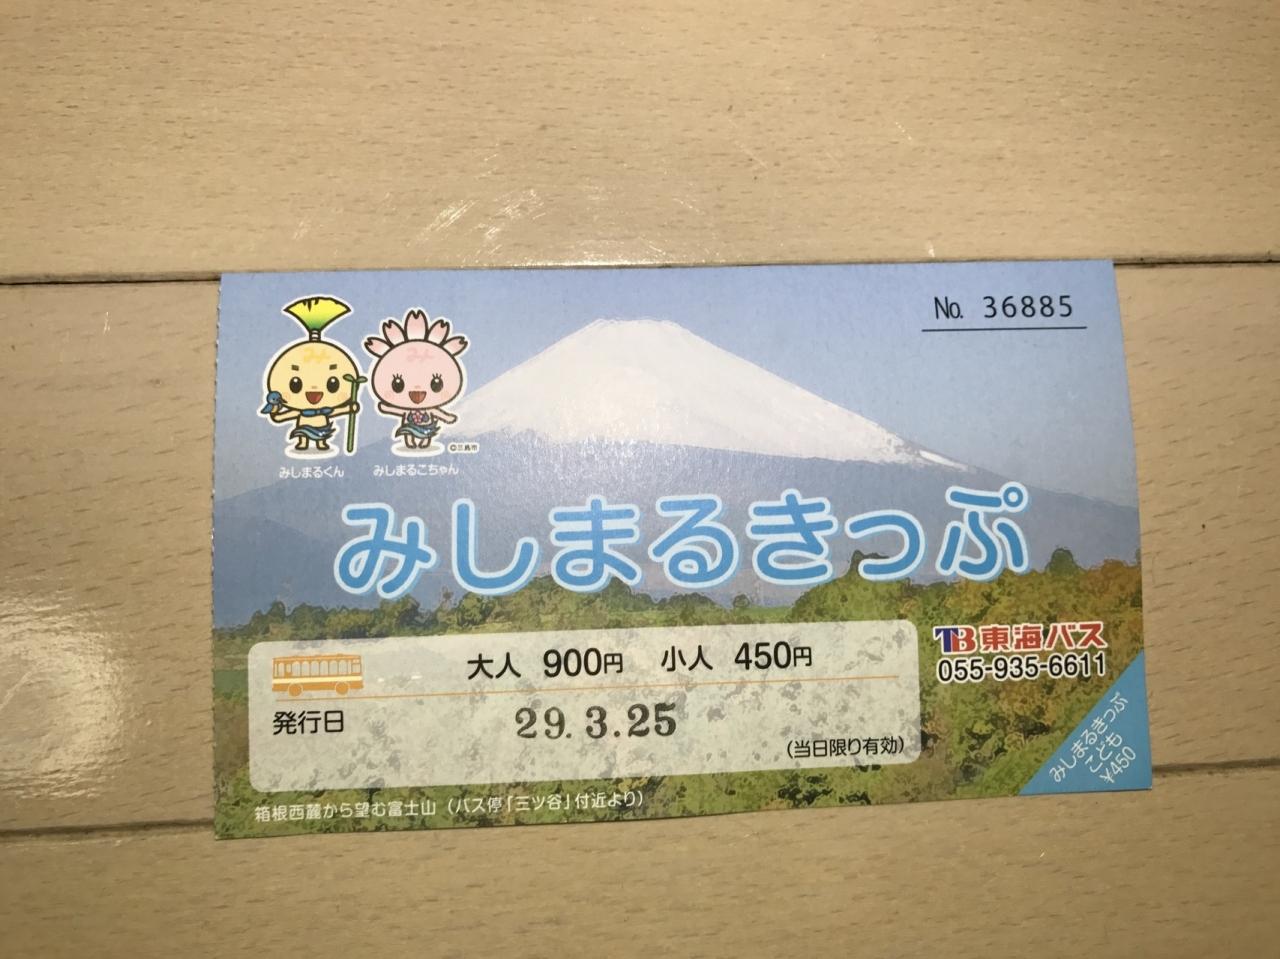 No. 36885
みしまるくん
みしまるこちゃん
©三島市
みしまるきっぷ
大人 900円 小人 450円
発行日 29.3.25
(当日限り有効)
TB東海バス
055-935-6611
みしまるきっぷ
こども
¥450
箱根西麓から望む富士山（バス停「三ツ谷」付近より）